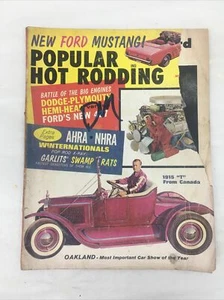 NEW FORD MUSTANG!
POPULAR
HOT RODDING
BATTLE OF THE BIG ENGINES
DODGE-PLYMOUTH
HEMI-HEAD
FORD'S NEW
Extra Pages
AHRA - NHRA
WINTERNATIONALS
GARLITS' SWAMP RATS
1915 "T"
From Canada
OAKLAND - Most Important Car Show of the Year